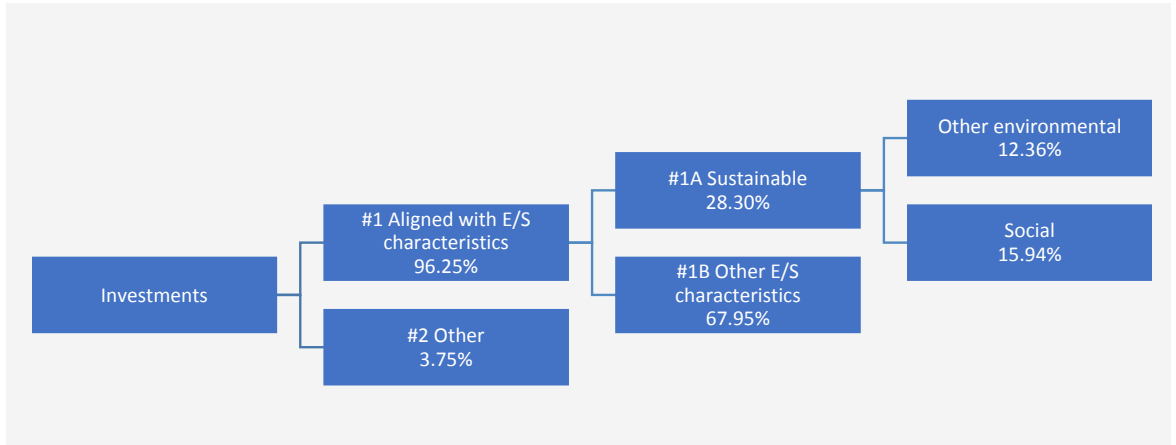 Investments
#1 Aligned with E/S
characteristics
96.25%
#2 Other
3.75%
#1A Sustainable
28.30%
#1B Other E/S
characteristics
67.95%
Other environmental
12.36%
Social
15.94%